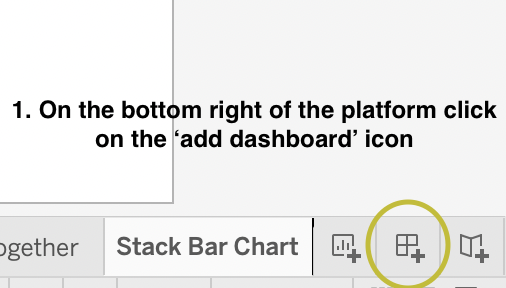 1. On the bottom right of the platform click
on the ‘add dashboard’ icon
ogether
Stack Bar Chart